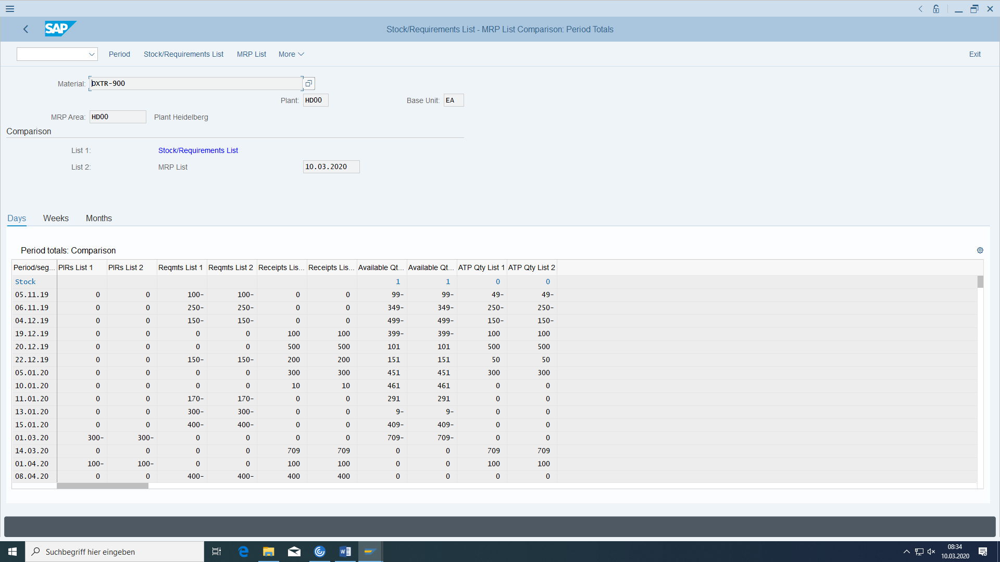 SAP
Stock/Requirements List - MRP List Comparison: Period Totals
Period Stock/Requirements List MRP List More Exit
Material: DXTR-900
Plant: HD00 Base Unit: EA
MRP Area: HD00 Plant Heidelberg
Comparison
List 1: Stock/Requirements List
List 2: MRP List 10.03.2020
Days Weeks Months
Period totals: Comparison
Period/seg... PIRs List 1 PIRs List 2 Reqmts List 1 Reqmts List 2 Receipts Lis... Receipts Lis... Available Qt... Available Qt... ATP Qty List 1 ATP Qty List 2
Stock 1 1 0 0
05.11.19 0 0 100- 100- 0 0 99- 99- 49- 49-
06.11.19 0 0 250- 250- 0 0 349- 349- 250- 250-
04.12.19 0 0 150- 150- 0 0 499- 499- 150- 150-
19.12.19 0 0 0 0 100 100 399- 399- 100 100
20.12.19 0 0 0 0 500 500 101 101 500 500
22.12.19 0 0 150- 150- 200 200 151 151 50 50
05.01.20 0 0 0 0 300 300 451 451 300 300
10.01.20 0 0 0 0 10 10 461 461 0 0
11.01.20 0 0 170- 170- 0 0 291 291 0 0
13.01.20 0 0 300- 300- 0 0 9- 9- 0 0
15.01.20 0 0 400- 400- 0 0 409- 409- 0 0
01.03.20 300- 300- 0 0 0 0 709- 709- 0 0
14.03.20 0 0 0 0 709 709 0 0 709 709
01.04.20 100- 100- 0 0 100 100 0 0 100 100
08.04.20 0 0 400- 400- 400 400 0 0 0 0
Suchbegriff hier eingeben
08:34
10.03.2020